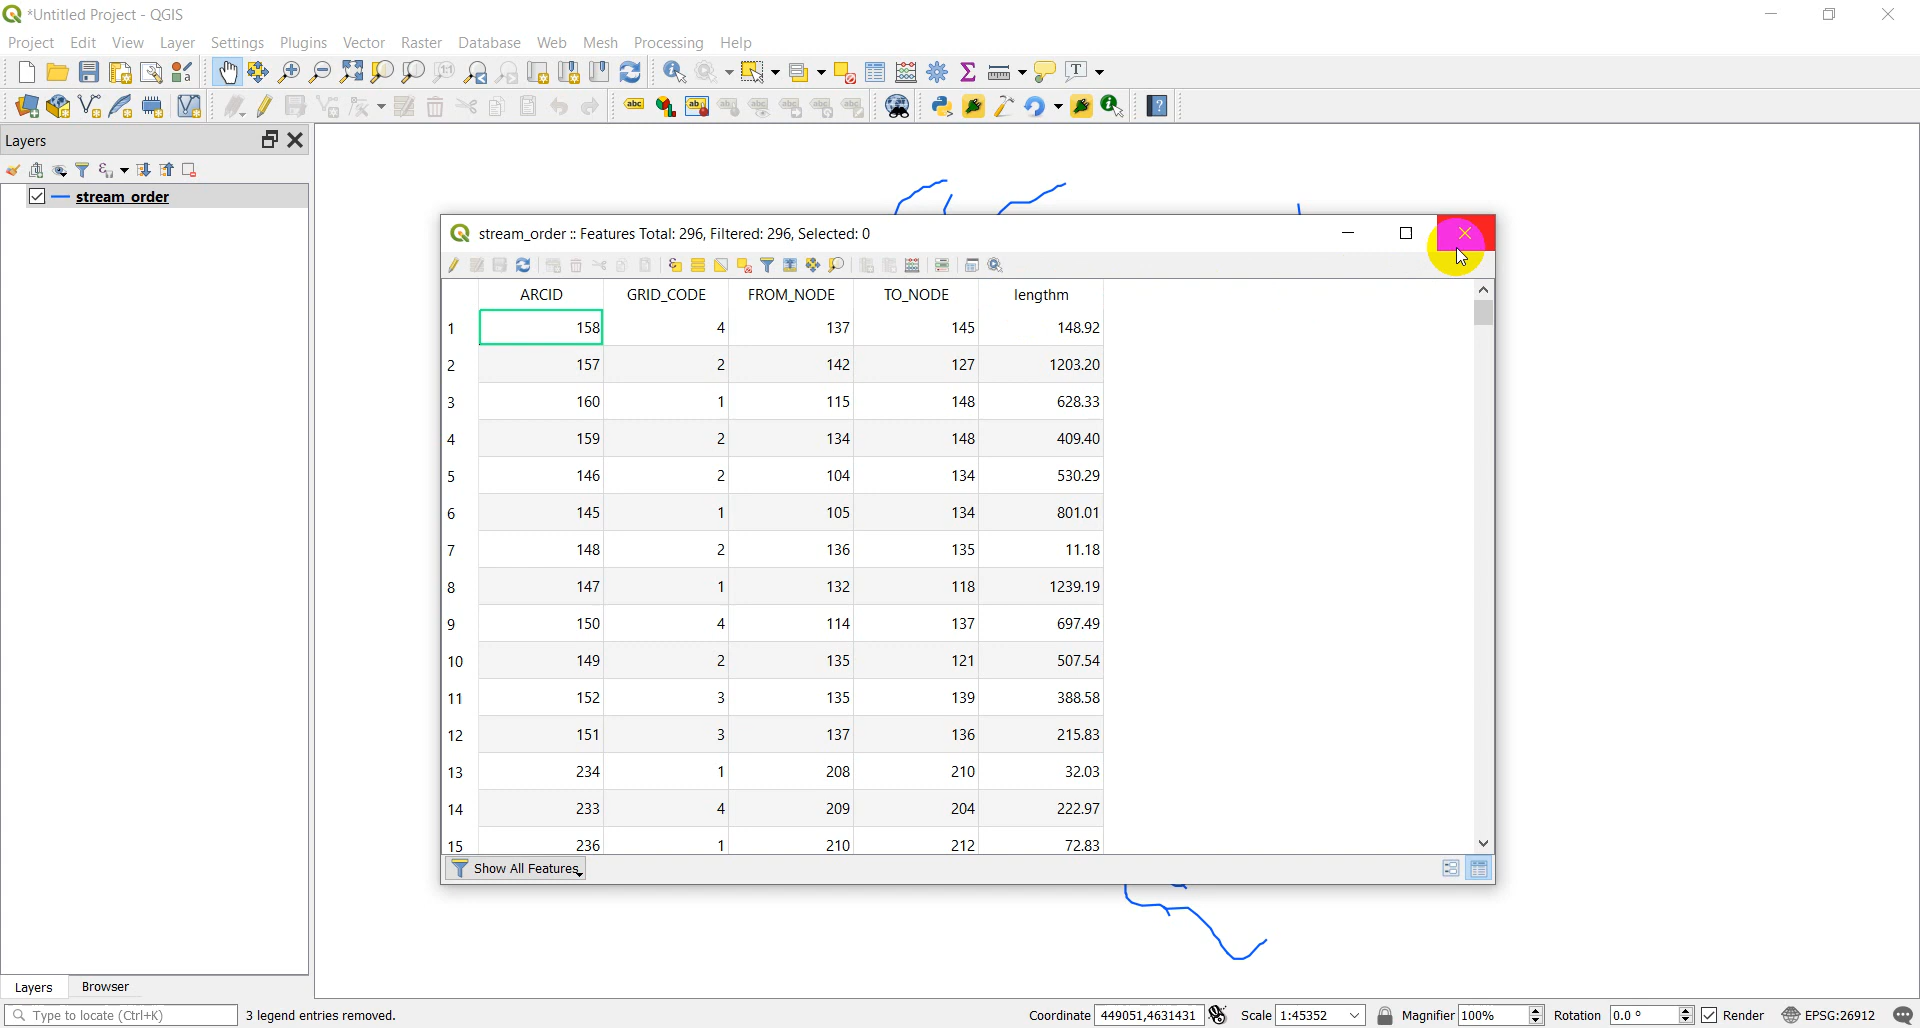 *Untitled Project - QGIS
Project Edit View Layer Settings Plugins Vector Raster Database Web Mesh Processing Help
Layers
stream_order
stream_order :: Features Total: 296, Filtered: 296, Selected: 0
ARCID GRID_CODE FROM_NODE TO_NODE lengthm
1 158 4 137 145 148.92
2 157 2 142 127 1203.20
3 160 1 115 148 628.33
4 159 2 134 148 409.40
5 146 2 104 134 530.29
6 145 1 105 134 801.01
7 148 2 136 135 11.18
8 147 1 132 118 1239.19
9 150 4 114 137 697.49
10 149 2 135 121 507.54
11 152 3 135 139 388.58
12 151 3 137 136 215.83
13 234 1 208 210 32.03
14 233 4 209 204 222.97
15 236 1 210 212 72.83
Show All Features
Layers Browser
Type to locate (Ctrl+K) 3 legend entries removed. Coordinate 449051,4631431 Scale 1:45352 Magnifier 100% Rotation 0.0 ° Render EPSG:26912